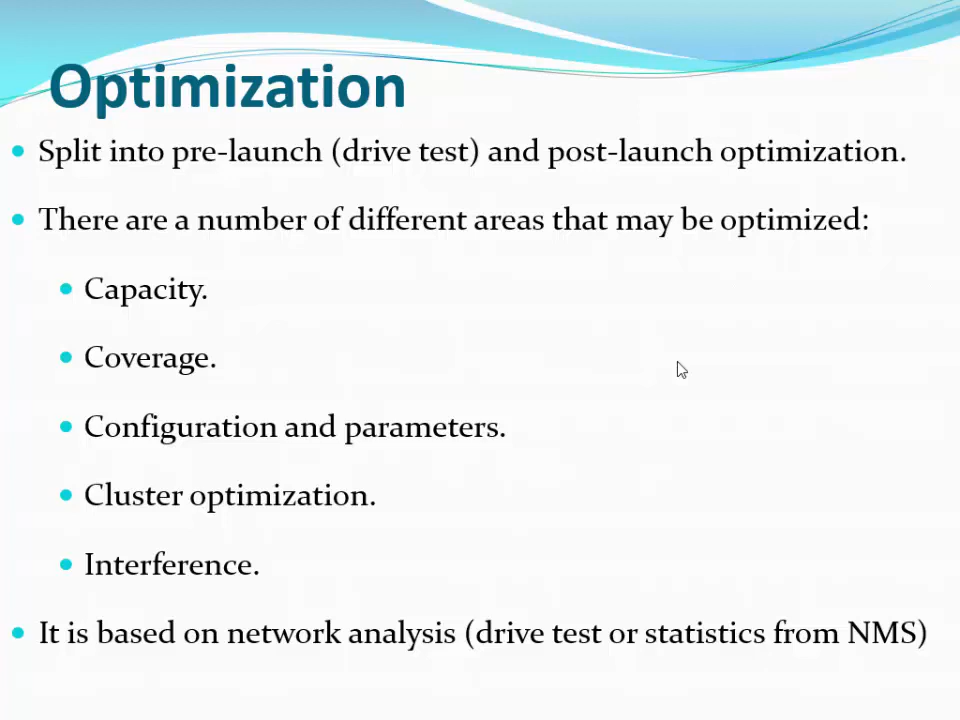 Optimization
Split into pre-launch (drive test) and post-launch optimization.
There are a number of different areas that may be optimized:
Capacity.
Coverage.
Configuration and parameters.
Cluster optimization.
Interference.
It is based on network analysis (drive test or statistics from NMS)